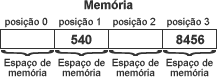 Memória
posição 0 posição 1 posição 2 posição 3
540 8456
Espaço de Espaço de Espaço de Espaço de
memória memória memória memória